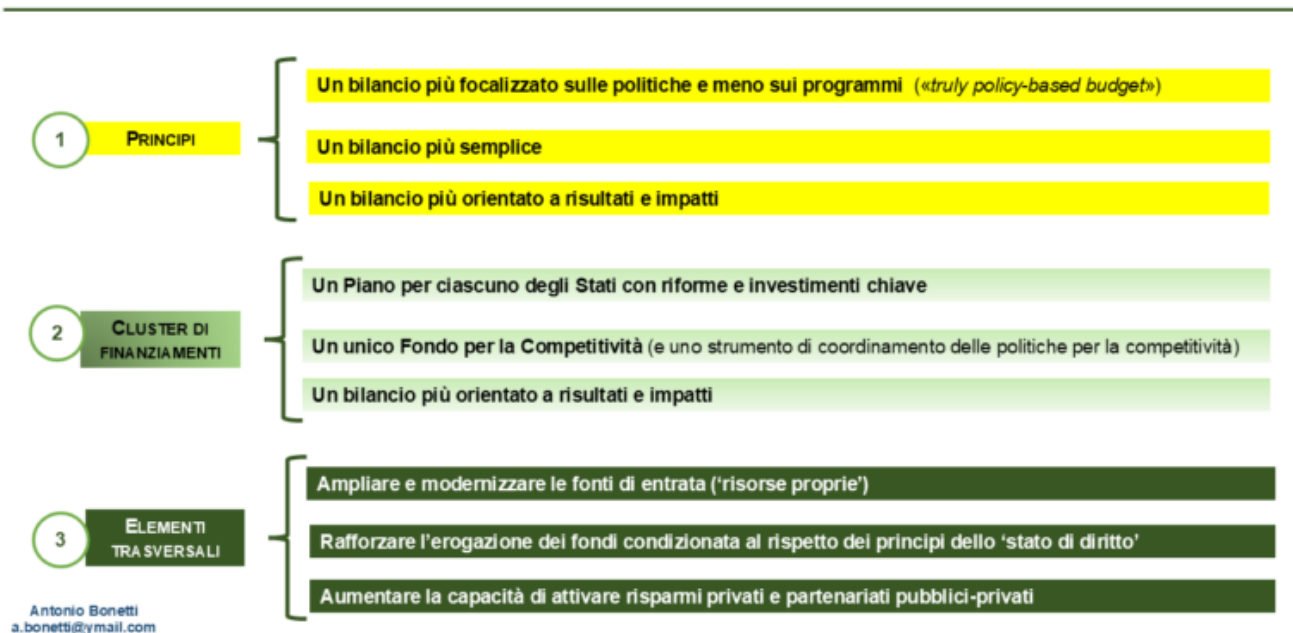 1
PRINCIPI
Un bilancio più focalizzato sulle politiche e meno sui programmi («truly policy-based budget»)
Un bilancio più semplice
Un bilancio più orientato a risultati e impatti
2
CLUSTER DI
FINANZIAMENTI
Un Piano per ciascuno degli Stati con riforme e investimenti chiave
Un unico Fondo per la Competitività (e uno strumento di coordinamento delle politiche per la competitività)
Un bilancio più orientato a risultati e impatti
3
ELEMENTI
TRASVERSALI
Ampliare e modernizzare le fonti di entrata (‘risorse proprie’)
Rafforzare l’erogazione dei fondi condizionata al rispetto dei principi dello ‘stato di diritto’
Aumentare la capacità di attivare risparmi privati e partenariati pubblici-privati
Antonio Bonetti
a.bonetti@ymail.com